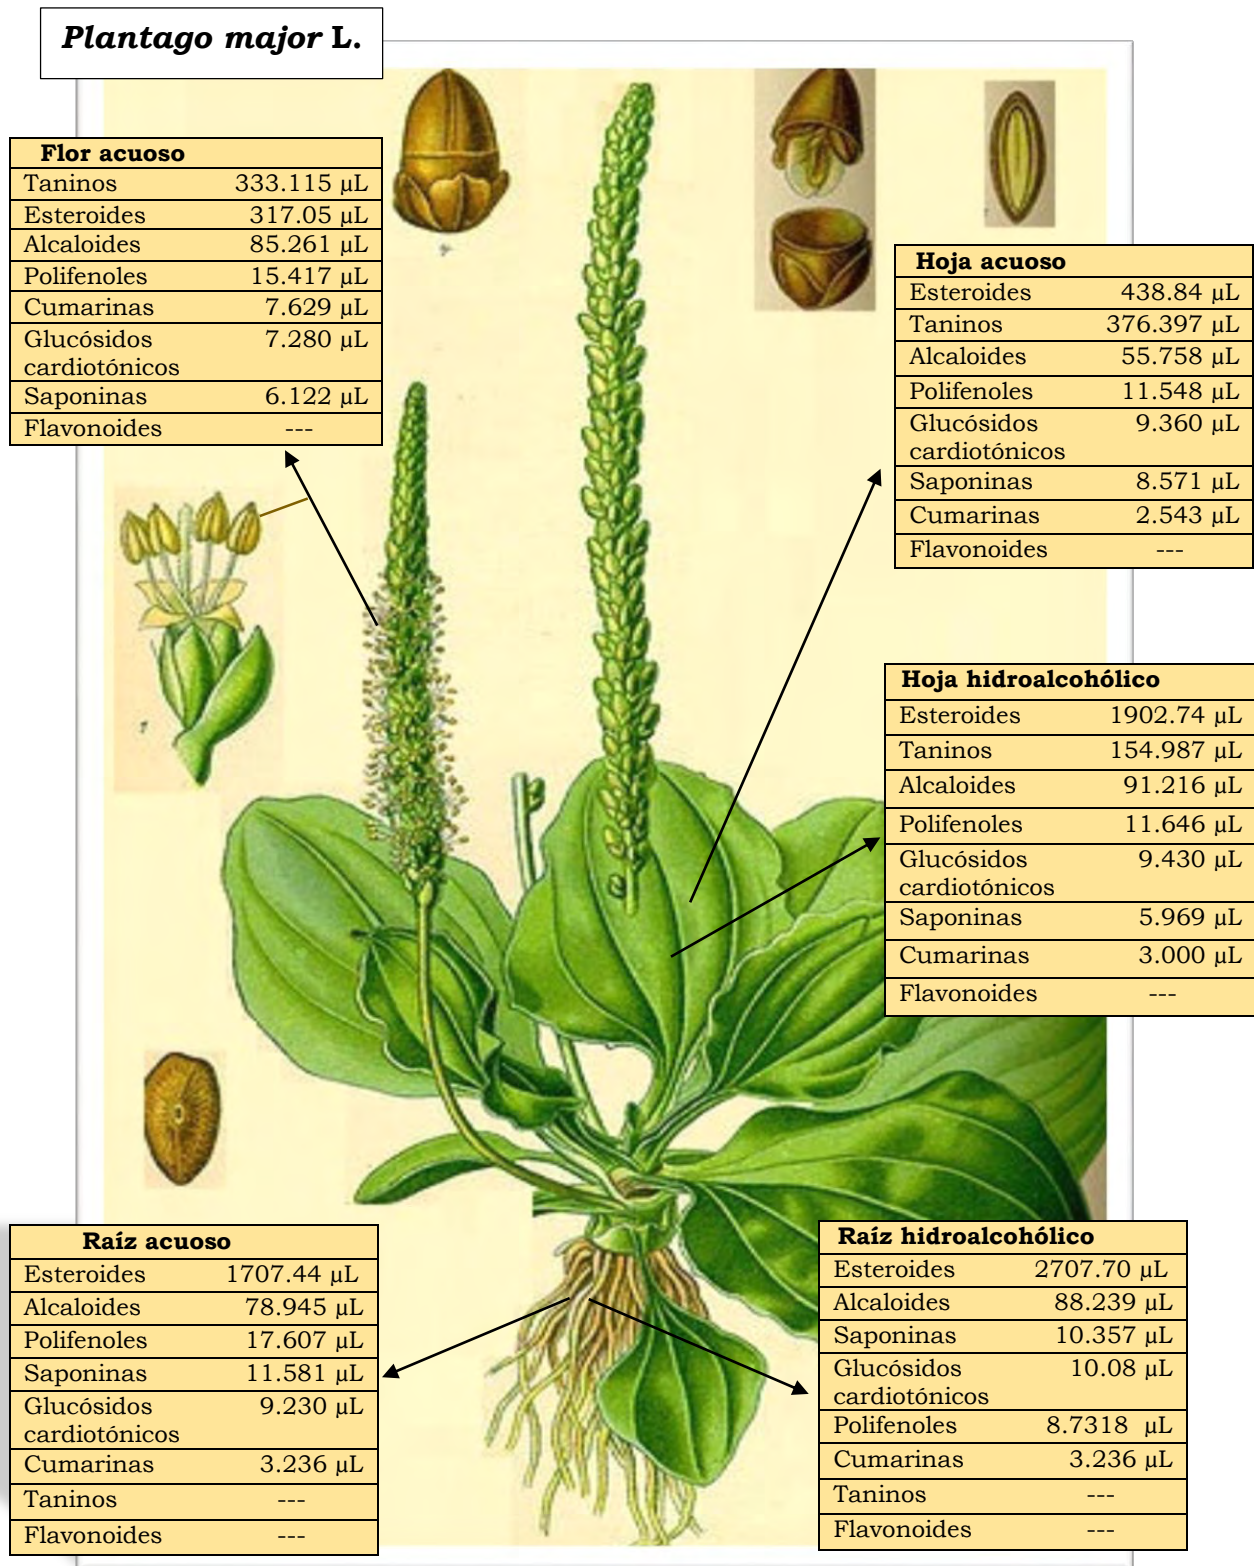 Plantago major L.
Flor acuoso
Taninos 333.115 µL
Esteroides 317.05 µL
Alcaloides 85.261 µL
Polifenoles 15.417 µL
Cumarinas 7.629 µL
Glucósidos 7.280 µL
cardiotónicos
Saponinas 6.122 µL
Flavonoides ---
Hoja acuoso
Esteroides 438.84 µL
Taninos 376.397 µL
Alcaloides 55.758 µL
Polifenoles 11.548 µL
Glucósidos 9.360 µL
cardiotónicos
Saponinas 8.571 µL
Cumarinas 2.543 µL
Flavonoides ---
Hoja hidroalcohólico
Esteroides 1902.74 µL
Taninos 154.987 µL
Alcaloides 91.216 µL
Polifenoles 11.646 µL
Glucósidos 9.430 µL
cardiotónicos
Saponinas 5.969 µL
Cumarinas 3.000 µL
Flavonoides ---
Raíz acuoso
Esteroides 1707.44 µL
Alcaloides 78.945 µL
Polifenoles 17.607 µL
Saponinas 11.581 µL
Glucósidos 9.230 µL
cardiotónicos
Cumarinas 3.236 µL
Taninos ---
Flavonoides ---
Raíz hidroalcohólico
Esteroides 2707.70 µL
Alcaloides 88.239 µL
Saponinas 10.357 µL
Glucósidos 10.08 µL
cardiotónicos
Polifenoles 8.7318 µL
Cumarinas 3.236 µL
Taninos ---
Flavonoides ---